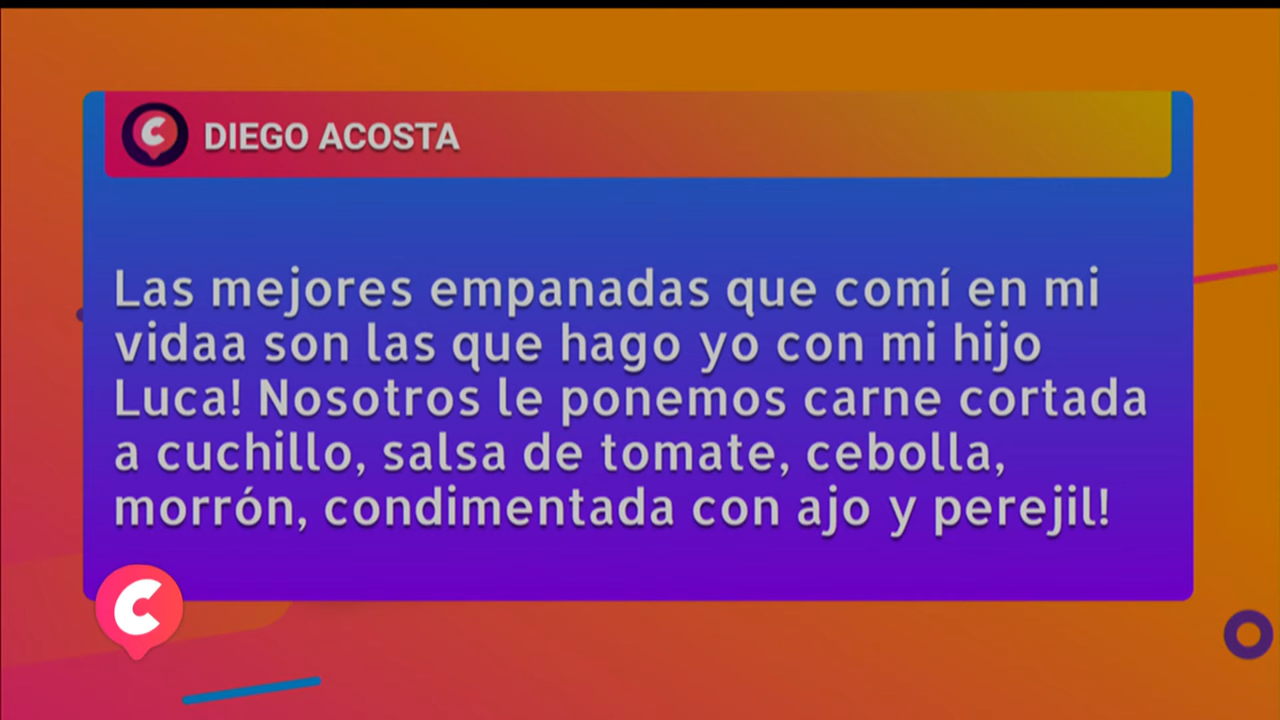 DIEGO ACOSTA
Las mejores empanadas que comí en mi
vidaa son las que hago yo con mi hijo
Luca! Nosotros le ponemos carne cortada
a cuchillo, salsa de tomate, cebolla,
morrón, condimentada con ajo y perejil!